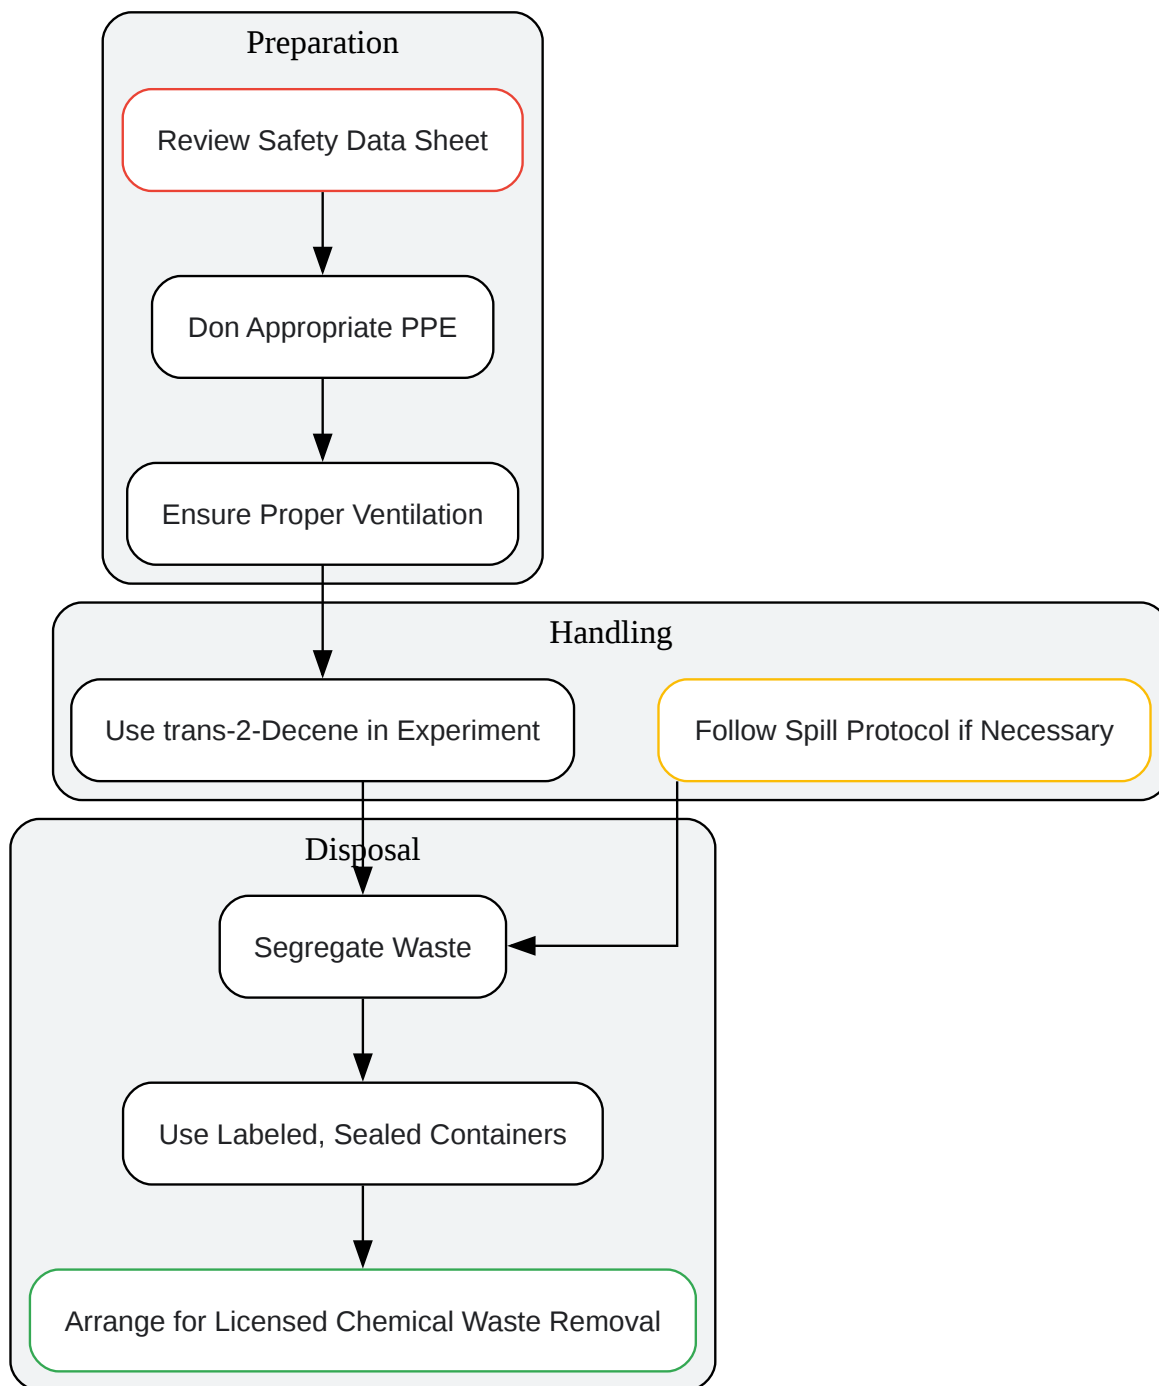 Preparation
Review Safety Data Sheet
Don Appropriate PPE
Ensure Proper Ventilation
Handling
Use trans-2-Decene in Experiment
Follow Spill Protocol if Necessary
Disposal
Segregate Waste
Use Labeled, Sealed Containers
Arrange for Licensed Chemical Waste Removal